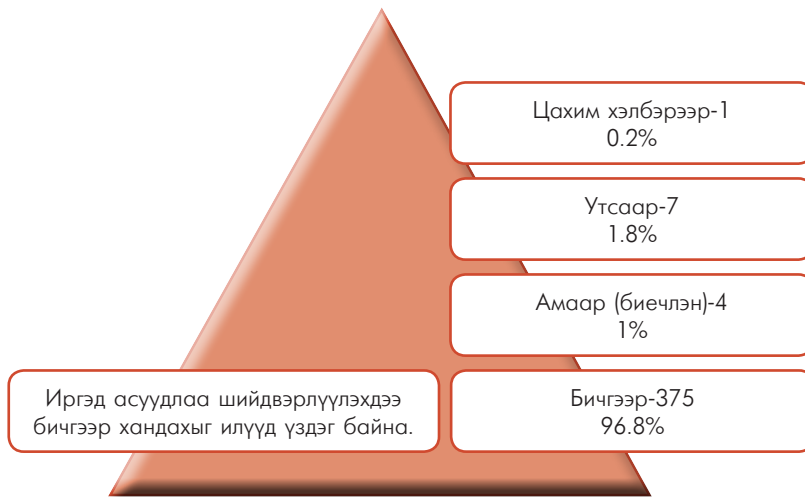 Цахим хэлбэрээр-1
0.2%
Утсаар-7
1.8%
Амаар (биечлэн)-4
1%
Иргэд асуудлаа шийдвэрлүүлэхдээ
бичгээр хандахыг илүүд үздэг байна.
Бичгээр-375
96.8%